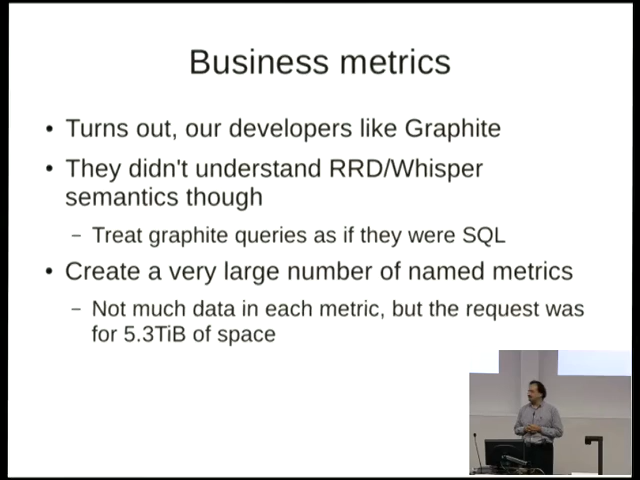 Business metrics
• Turns out, our developers like Graphite
• They didn't understand RRD/Whisper
semantics though
– Treat graphite queries as if they were SQL
• Create a very large number of named metrics
– Not much data in each metric, but the request was
for 5.3TiB of space